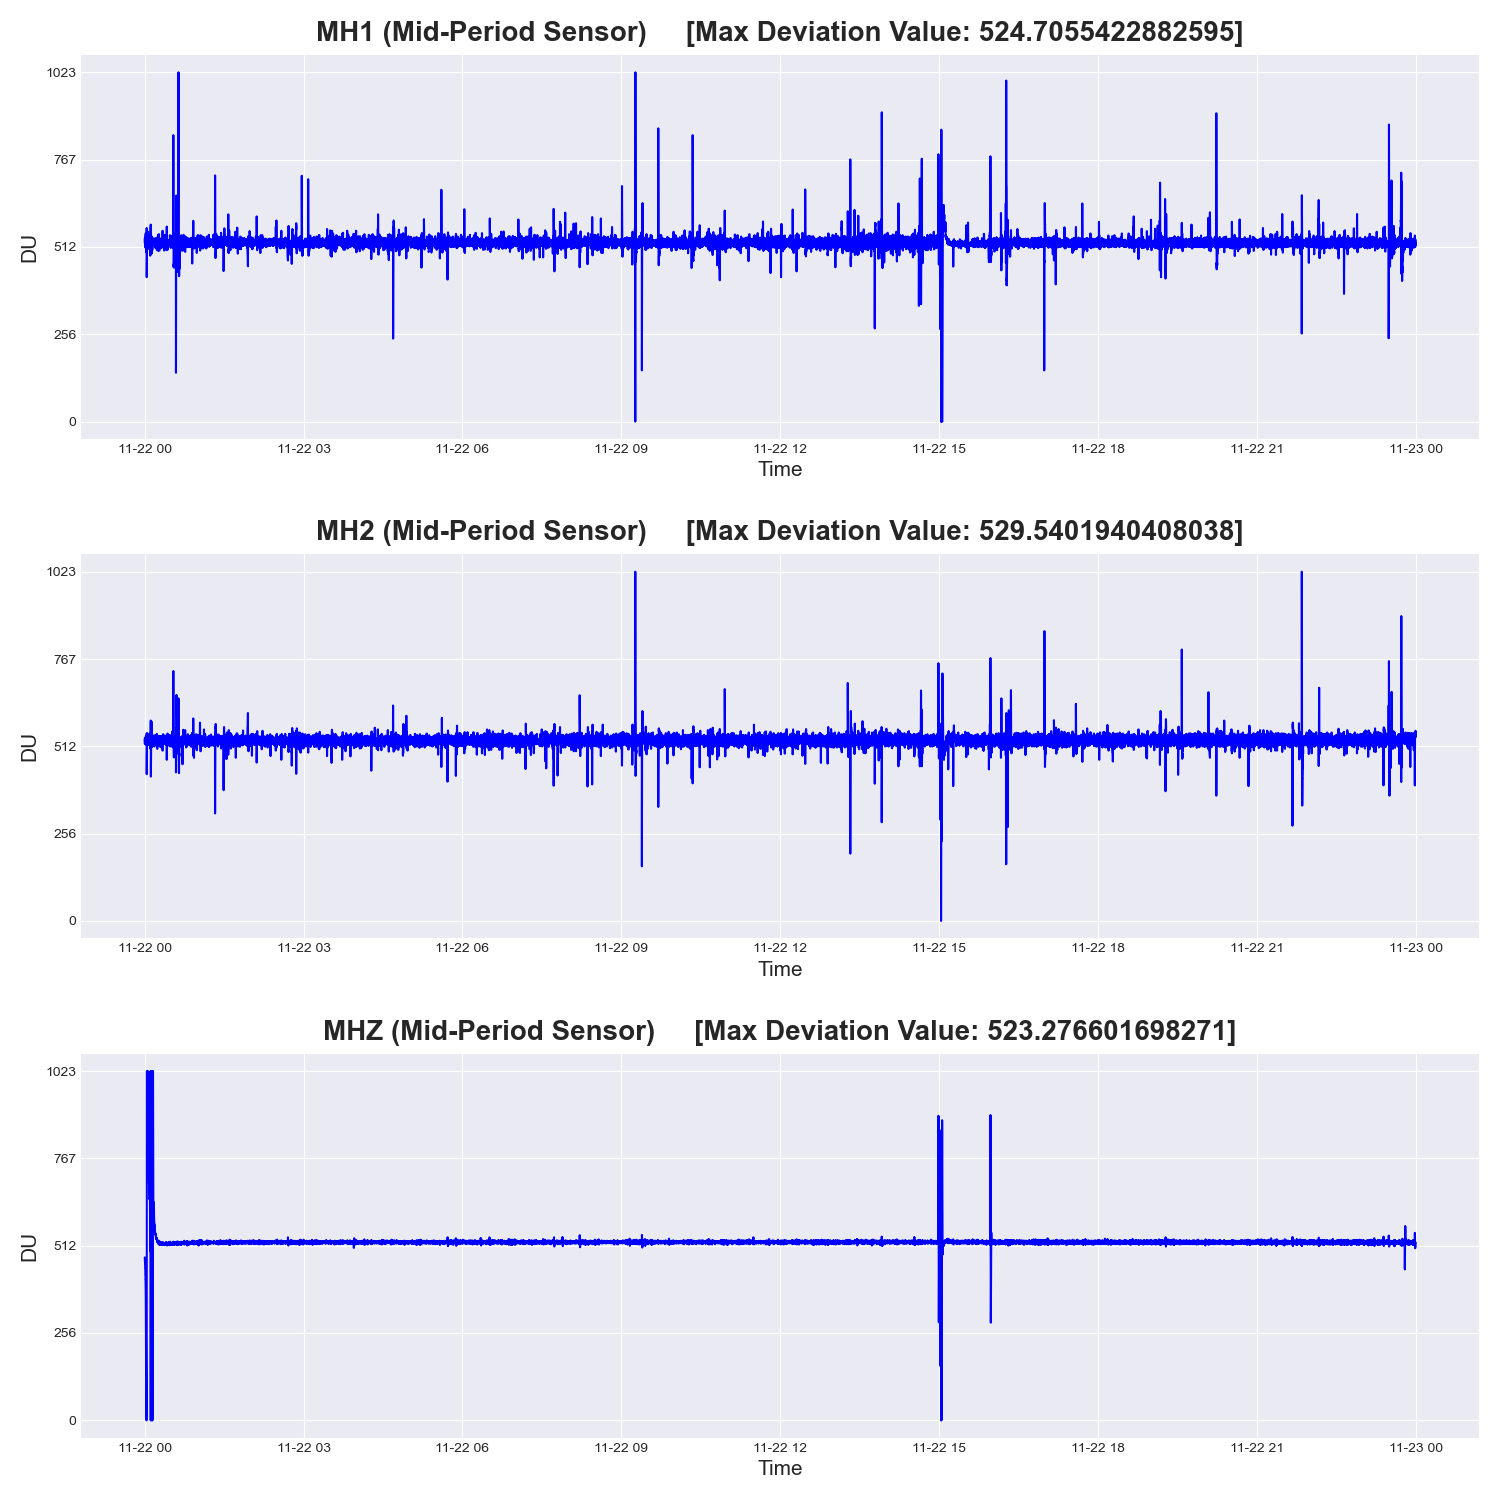 MH1 (Mid-Period Sensor) [Max Deviation Value: 524.7055422882595]
1023
767
512
256
0
DU
11-22 00 11-22 03 11-22 06 11-22 09 11-22 12 11-22 15 11-22 18 11-22 21 11-23 00
Time
MH2 (Mid-Period Sensor) [Max Deviation Value: 529.5401940408038]
1023
767
512
256
0
DU
11-22 00 11-22 03 11-22 06 11-22 09 11-22 12 11-22 15 11-22 18 11-22 21 11-23 00
Time
MHZ (Mid-Period Sensor) [Max Deviation Value: 523.276601698271]
1023
767
512
256
0
DU
11-22 00 11-22 03 11-22 06 11-22 09 11-22 12 11-22 15 11-22 18 11-22 21 11-23 00
Time